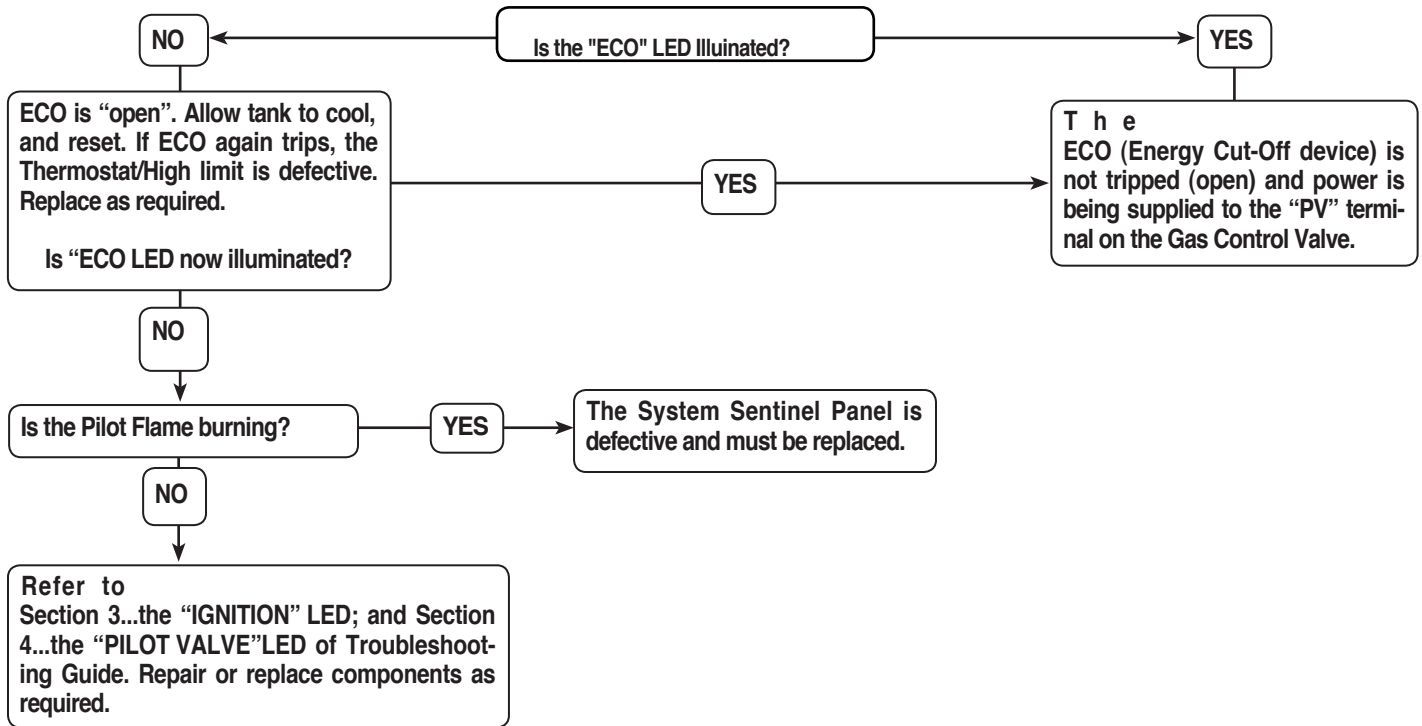 Is the "ECO" LED Illuinated?
NO
YES
ECO is “open”. Allow tank to cool,
and reset. If ECO again trips, the
Thermostat/High limit is defective.
Replace as required.
Is “ECO LED now illuminated?
YES
T h e
ECO (Energy Cut-Off device) is
not tripped (open) and power is
being supplied to the “PV” termi-
nal on the Gas Control Valve.
NO
Is the Pilot Flame burning?
YES
The System Sentinel Panel is
defective and must be replaced.
NO
Refer to
Section 3...the “IGNITION” LED; and Section
4...the “PILOT VALVE”LED of Troubleshoot-
ing Guide. Repair or replace components as
required.